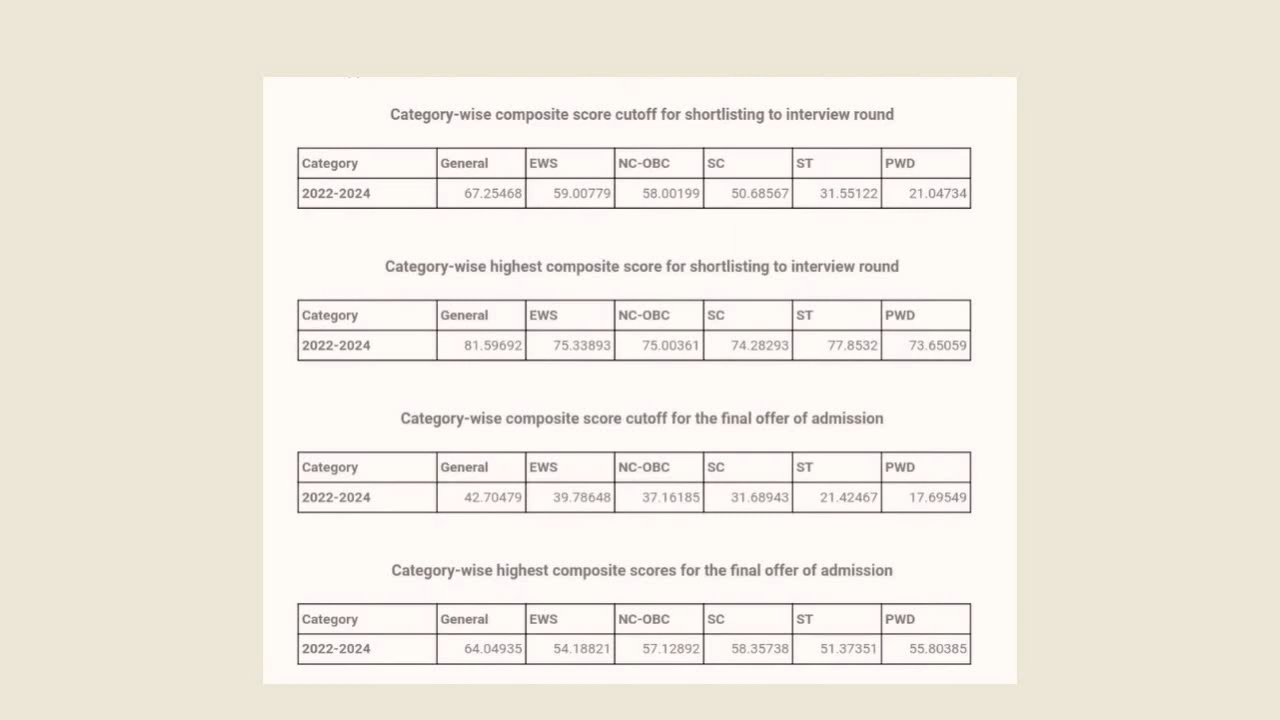 Category-wise composite score cutoff for shortlisting to interview round
Category General EWS NC-OBC SC ST PWD
2022-2024 67.25468 59.00779 58.00199 50.68567 31.55122 21.04734
Category-wise highest composite score for shortlisting to interview round
Category General EWS NC-OBC SC ST PWD
2022-2024 81.59692 75.33893 75.00361 74.28293 77.8532 73.65059
Category-wise composite score cutoff for the final offer of admission
Category General EWS NC-OBC SC ST PWD
2022-2024 42.70479 39.78648 37.16185 31.68943 21.42467 17.69549
Category-wise highest composite scores for the final offer of admission
Category General EWS NC-OBC SC ST PWD
2022-2024 64.04935 54.18821 57.12892 58.35738 51.37351 55.80385